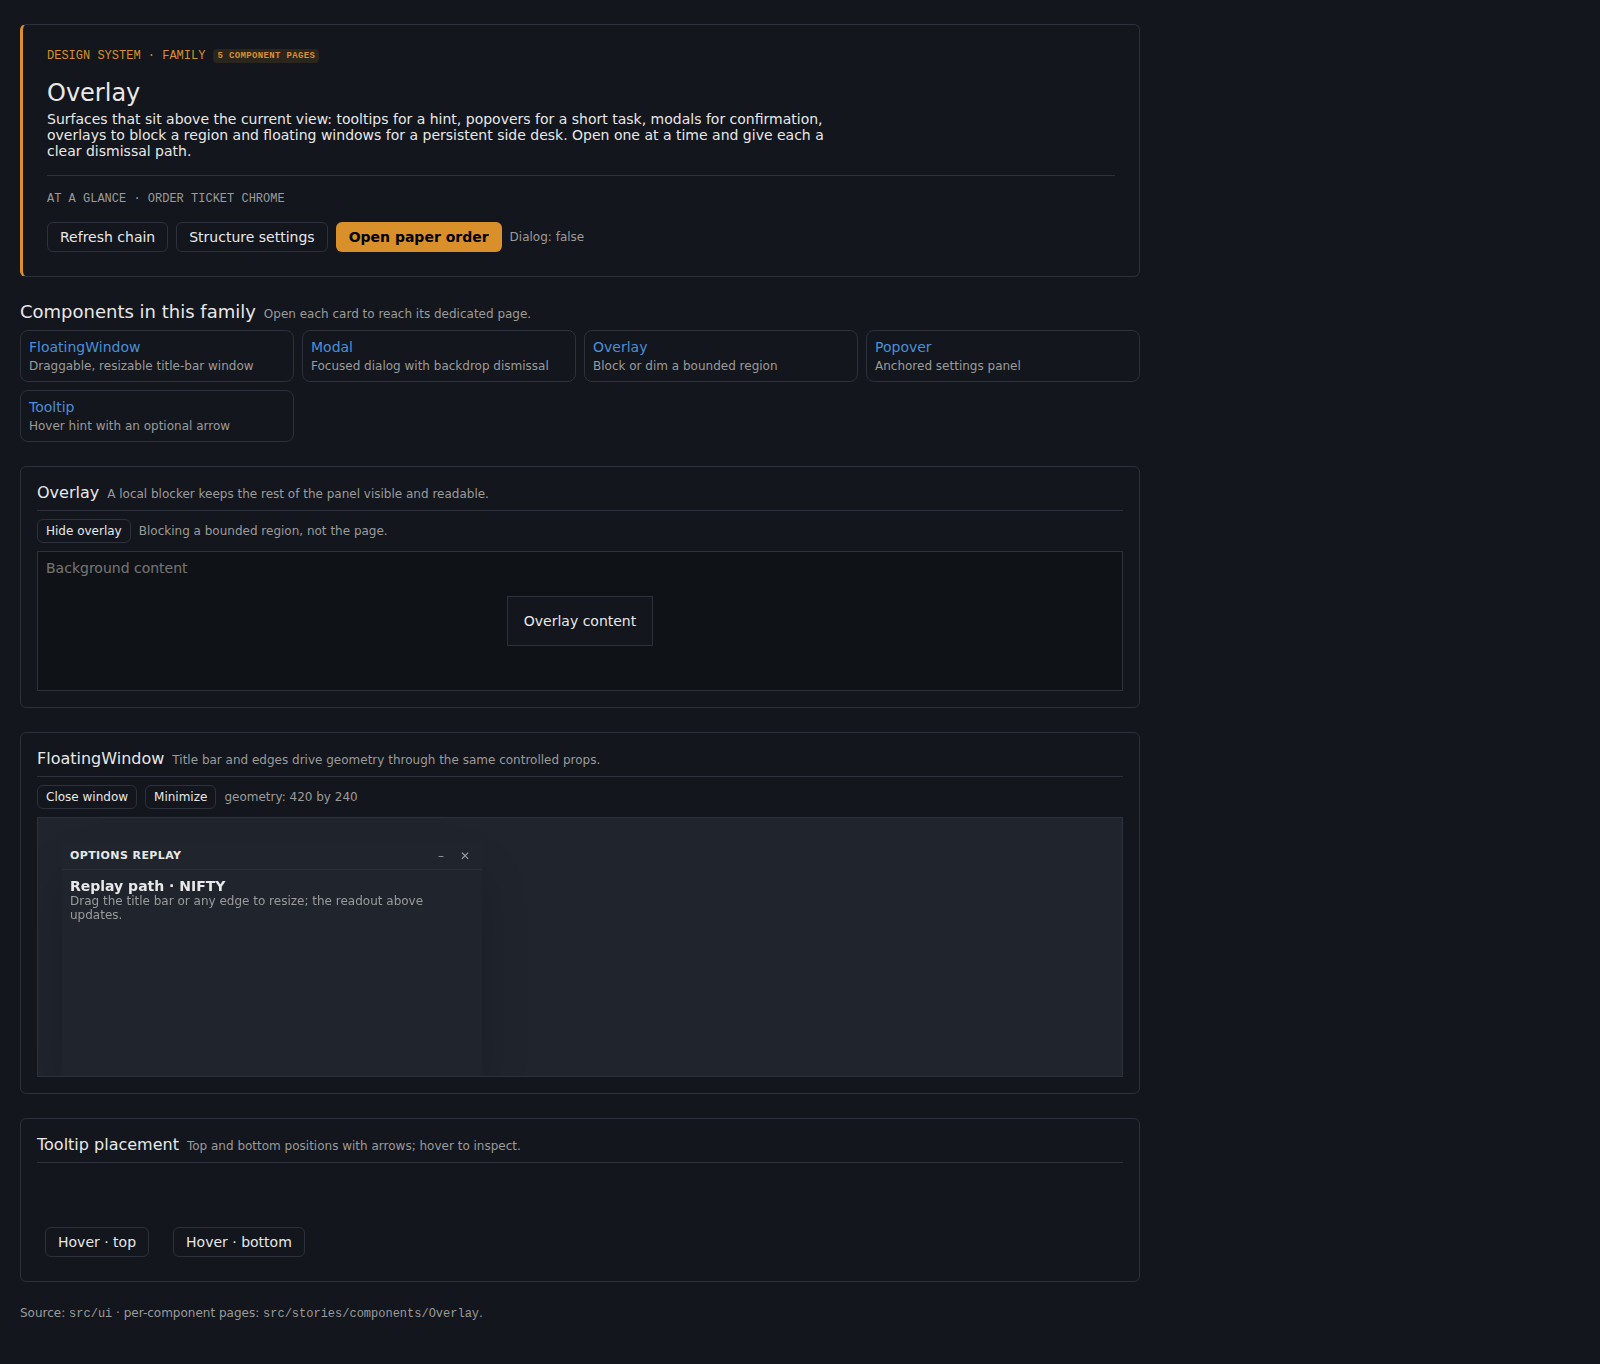 DESIGN SYSTEM · FAMILY 5 COMPONENT PAGES
Overlay
Surfaces that sit above the current view: tooltips for a hint, popovers for a short task, modals for confirmation,
overlays to block a region and floating windows for a persistent side desk. Open one at a time and give each a
clear dismissal path.
AT A GLANCE · ORDER TICKET CHROME
Refresh chain Structure settings Open paper order Dialog: false
Components in this family Open each card to reach its dedicated page.
FloatingWindow
Draggable, resizable title-bar window
Modal
Focused dialog with backdrop dismissal
Overlay
Block or dim a bounded region
Popover
Anchored settings panel
Tooltip
Hover hint with an optional arrow
Overlay A local blocker keeps the rest of the panel visible and readable.
Hide overlay Blocking a bounded region, not the page.
Background content
Overlay content
FloatingWindow Title bar and edges drive geometry through the same controlled props.
Close window Minimize geometry: 420 by 240
OPTIONS REPLAY – ✕
Replay path · NIFTY
Drag the title bar or any edge to resize; the readout above
updates.
Tooltip placement Top and bottom positions with arrows; hover to inspect.
Hover · top Hover · bottom
Source: src/ui · per-component pages: src/stories/components/Overlay.